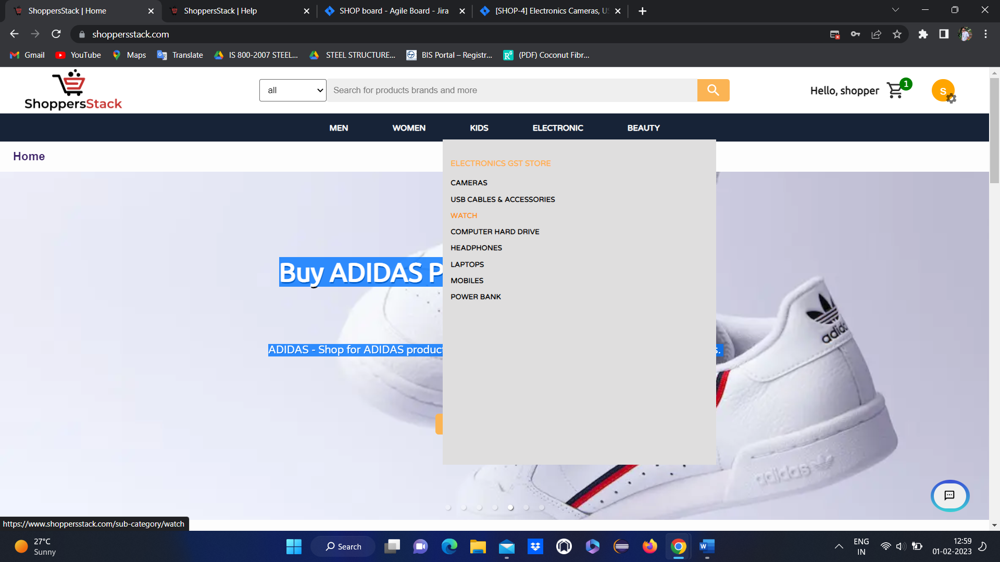 ShoppersStack | Home
ShoppersStack | Help
SHOP board - Agile Board - Jira
[SHOP-4] Electronics Cameras, US
shoppersstack.com
Gmail
YouTube
Maps
Translate
IS 800-2007 STEEL...
STEEL STRUCTURE...
BIS Portal – Registr...
(PDF) Coconut Fibr...
ShoppersStack
all
Search for products brands and more
Hello, shopper
1
S
MEN
WOMEN
KIDS
ELECTRONIC
BEAUTY
Home
ELECTRONICS GST STORE
CAMERAS
USB CABLES & ACCESSORIES
WATCH
COMPUTER HARD DRIVE
HEADPHONES
LAPTOPS
MOBILES
POWER BANK
Buy ADIDAS P
ADIDAS - Shop for ADIDAS product
s.
adidas
adidas
https://www.shoppersstack.com/sub-category/watch
27°C
Sunny
Search
ENG
IN
12:59
01-02-2023